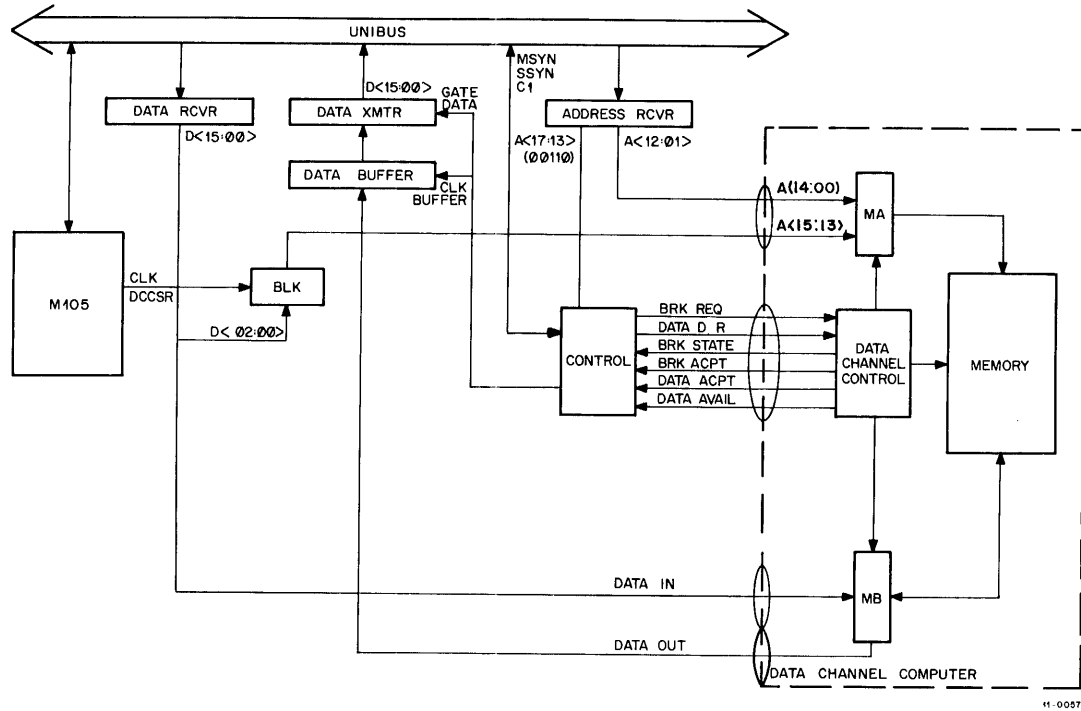 UNIBUS
MSYN
SSYN
C1
D<15:00>
GATE
DATA
DATA RCVR
DATA XMTR
ADDRESS RCVR
D<15:00>
A<17:13>
(00110)
A<12:01>
DATA BUFFER
CLK
BUFFER
A(14:00)
MA
A(15:13)
M105
CLK
DCCSR
BLK
D<02:00>
BRK REQ
DATA D R
BRK STATE
BRK ACPT
DATA ACPT
DATA AVAIL
CONTROL
DATA
CHANNEL
CONTROL
MEMORY
DATA IN
MB
DATA OUT
DATA CHANNEL COMPUTER
11-0057